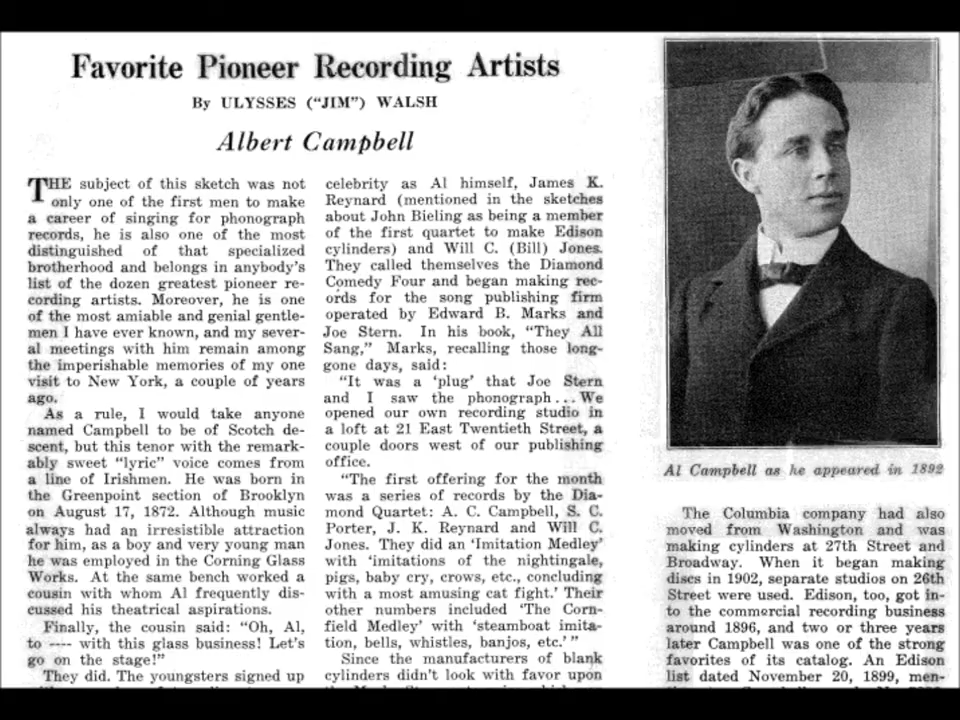 Favorite Pioneer Recording Artists
By ULYSSES ("JIM") WALSH
Albert Campbell
THE subject of this sketch was not
only one of the first men to make
a career of singing for phonograph
records, he is also one of the most
distinguished of that specialized
brotherhood and belongs in anybody's
list of the dozen greatest pioneer re-
cording artists. Moreover, he is one
of the most amiable and genial gentle-
men I have ever known, and my sever-
al meetings with him remain among
the imperishable memories of my one
visit to New York, a couple of years
ago.
As a rule, I would take anyone
named Campbell to be of Scotch de-
scent, but this tenor with the remark-
ably sweet "lyric" voice comes from
a line of Irishmen. He was born in
the Greenpoint section of Brooklyn
on August 17, 1872. Although music
always had an irresistible attraction
for him, as a boy and very young man
he was employed in the Corning Glass
Works. At the same bench worked a
cousin with whom Al frequently dis-
cussed his theatrical aspirations.
Finally, the cousin said: "Oh, Al,
to ---- with this glass business! Let's
go on the stage!"
They did. The youngsters signed up
celebrity as Al himself, James K.
Reynard (mentioned in the sketches
about John Bieling as being a member
of the first quartet to make Edison
cylinders) and Will C. (Bill) Jones.
They called themselves the Diamond
Comedy Four and began making rec-
ords for the song publishing firm
operated by Edward B. Marks and
Joe Stern. In his book, "They All
Sang," Marks, recalling those long-
gone days, said:
"It was a 'plug' that Joe Stern
and I saw the phonograph . . . We
opened our own recording studio in
a loft at 21 East Twentieth Street, a
couple doors west of our publishing
office.
"The first offering for the month
was a series of records by the Dia-
mond Quartet: A. C. Campbell, S. C.
Porter, J. K. Reynard and Will C.
Jones. They did an 'Imitation Medley'
with 'imitations of the nightingale,
pigs, baby cry, crows, etc., concluding
with a most amusing cat fight.' Their
other numbers included 'The Corn-
field Medley' with 'steamboat imita-
tion, bells, whistles, banjos, etc.'"
Since the manufacturers of blank
cylinders didn't look with favor upon
Al Campbell as he appeared in 1892
The Columbia company had also
moved from Washington and was
making cylinders at 27th Street and
Broadway. When it began making
discs in 1902, separate studios on 26th
Street were used. Edison, too, got in-
to the commercial recording business
around 1896, and two or three years
later Campbell was one of the strong
favorites of its catalog. An Edison
list dated November 20, 1899, men-